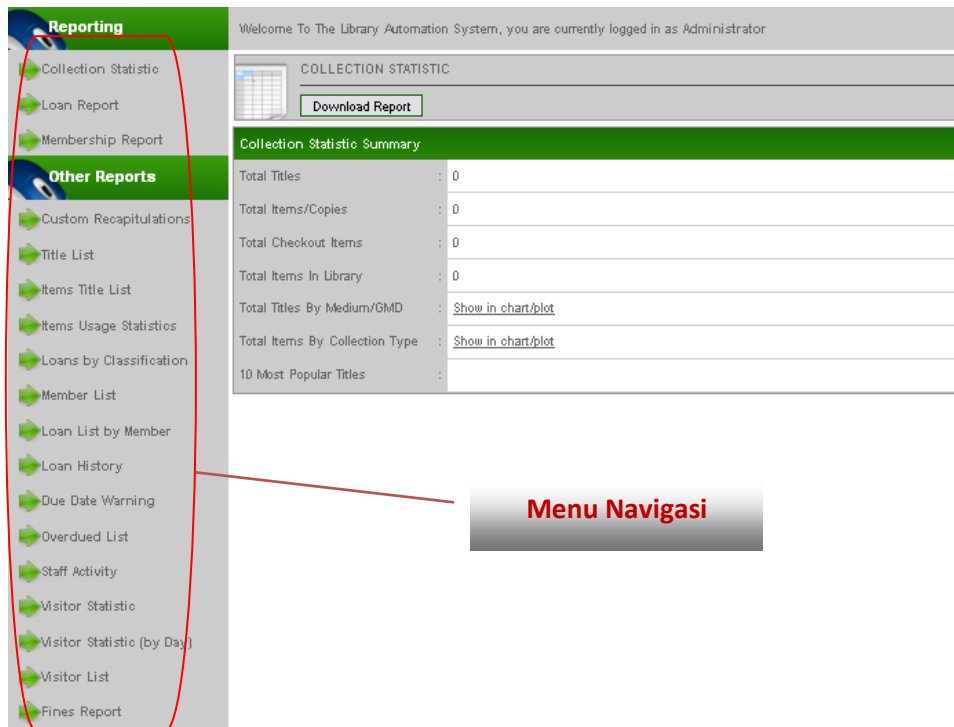 Reporting
Collection Statistic
Loan Report
Membership Report
Other Reports
Custom Recapitulations
Title List
Items Title List
Items Usage Statistics
Loans by Classification
Member List
Loan List by Member
Loan History
Due Date Warning
Overdued List
Staff Activity
Visitor Statistic
Visitor Statistic (by Day)
Visitor List
Fines Report
Welcome To The Library Automation System, you are currently logged in as Administrator
COLLECTION STATISTIC
Download Report
Collection Statistic Summary
Total Titles : 0
Total Items/Copies : 0
Total Checkout Items : 0
Total Items In Library : 0
Total Titles By Medium/GMD : Show in chart/plot
Total Items By Collection Type : Show in chart/plot
10 Most Popular Titles :
Menu Navigasi